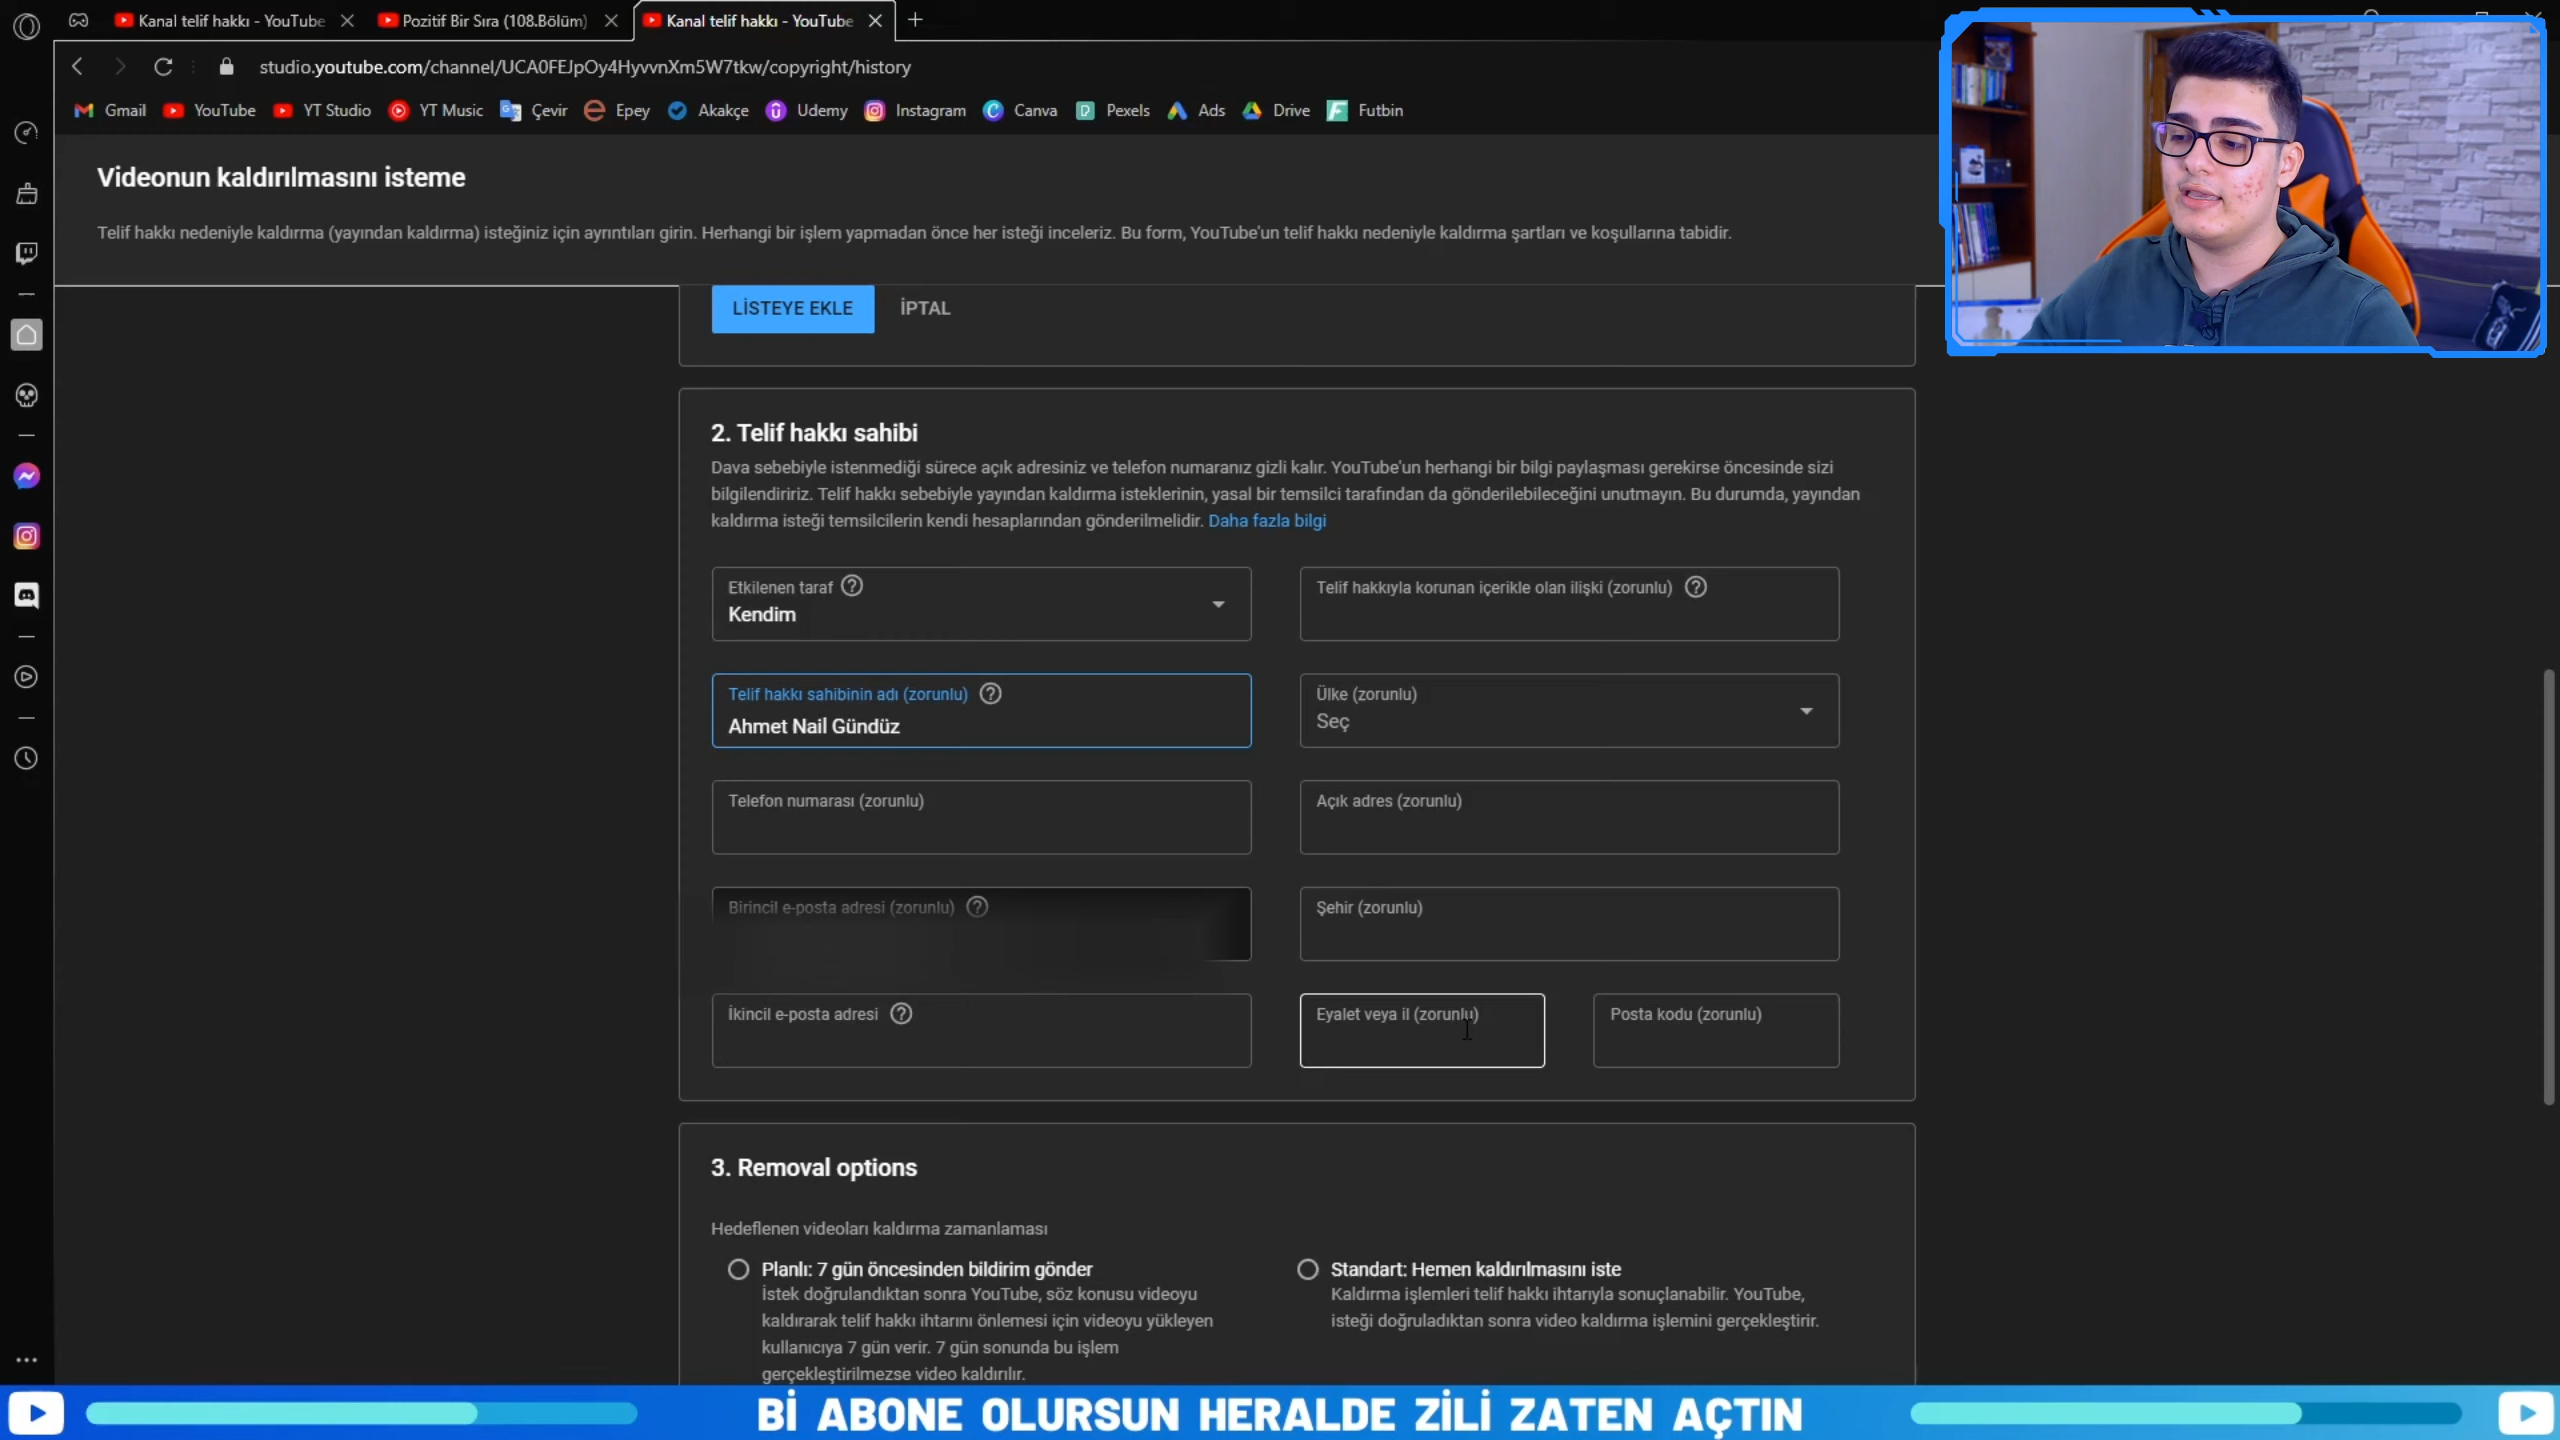 Kanal telif hakkı - YouTube
Pozitif Bir Sıra (108.Bölüm)
Kanal telif hakkı - YouTube
studio.youtube.com/channel/UCA0FEJpOy4HyvvnXm5W7tkw/copyright/history
Gmail YouTube YT Studio YT Music Çevir Epey Akakçe Udemy Instagram Canva Pexels Ads Drive Futbin
Videonun kaldırılmasını isteme
Telif hakkı nedeniyle kaldırma (yayından kaldırma) isteğiniz için ayrıntıları girin. Herhangi bir işlem yapmadan önce her isteği inceleriz. Bu form, YouTube'un telif hakkı nedeniyle kaldırma şartları ve koşullarına tabidir.
LİSTEYE EKLE İPTAL
2. Telif hakkı sahibi
Dava sebebiyle istenmediği sürece açık adresiniz ve telefon numaranız gizli kalır. YouTube'un herhangi bir bilgi paylaşması gerekirse öncesinde sizi
bilgilendiririz. Telif hakkı sebebiyle yayından kaldırma isteklerinin, yasal bir temsilci tarafından da gönderilebileceğini unutmayın. Bu durumda, yayından
kaldırma isteği temsilcilerin kendi hesaplarından gönderilmelidir. Daha fazla bilgi
Etkilenen taraf
Kendim
Telif hakkıyla korunan içerikle olan ilişki (zorunlu)
Telif hakkı sahibinin adı (zorunlu)
Ahmet Nail Gündüz
Ülke (zorunlu)
Seç
Telefon numarası (zorunlu)
Açık adres (zorunlu)
Birincil e-posta adresi (zorunlu)
Şehir (zorunlu)
İkincil e-posta adresi
Eyalet veya il (zorunlu)
Posta kodu (zorunlu)
3. Removal options
Hedeflenen videoları kaldırma zamanlaması
Planlı: 7 gün öncesinden bildirim gönder
İstek doğrulandıktan sonra YouTube, söz konusu videoyu
kaldırarak telif hakkı ihtarını önlemesi için videoyu yükleyen
kullanıcıya 7 gün verir. 7 gün sonunda bu işlem
gerçekleştirilmezse video kaldırılır.
Standart: Hemen kaldırılmasını iste
Kaldırma işlemleri telif hakkı ihtarıyla sonuçlanabilir. YouTube,
isteği doğruladıktan sonra video kaldırma işlemini gerçekleştirir.
Bİ ABONE OLURSUN HERALDE ZİLİ ZATEN AÇTIN